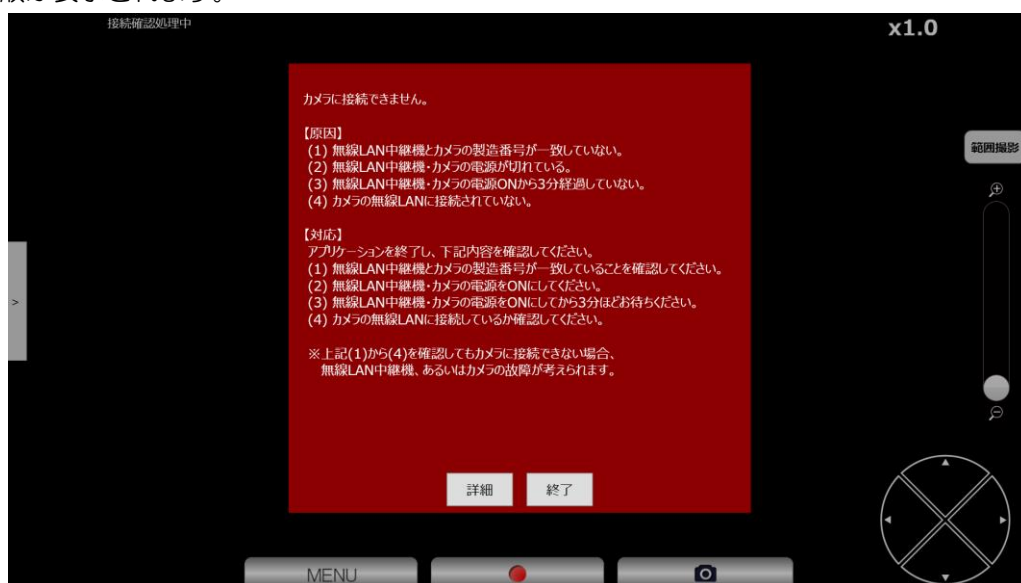 接続確認処理中
x1.0
カメラに接続できません。
【原因】
(1) 無線LAN中継機とカメラの製造番号が一致していない。
(2) 無線LAN中継機・カメラの電源が切れている。
(3) 無線LAN中継機・カメラの電源ONから3分経過していない。
(4) カメラの無線LANに接続されていない。
【対応】
アプリケーションを終了し、下記内容を確認してください。
(1) 無線LAN中継機とカメラの製造番号が一致していることを確認してください。
(2) 無線LAN中継機・カメラの電源をONにしてください。
(3) 無線LAN中継機・カメラの電源をONにしてから3分ほどお待ちください。
(4) カメラの無線LANに接続しているか確認してください。
※上記(1)から(4)を確認してもカメラに接続できない場合、
無線LAN中継機、あるいはカメラの故障が考えられます。
範囲撮影
>
詳細 終了
MENU